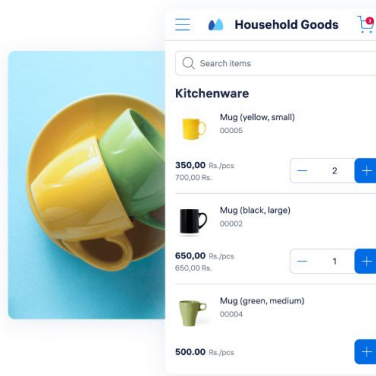 Household Goods
Search items
Kitchenware
Mug (yellow, small)
00005
350,00 Rs./pcs
700,00 Rs.
2
Mug (black, large)
00002
650,00 Rs./pcs
650,00 Rs.
1
Mug (green, medium)
00004
500.00 Rs./pcs